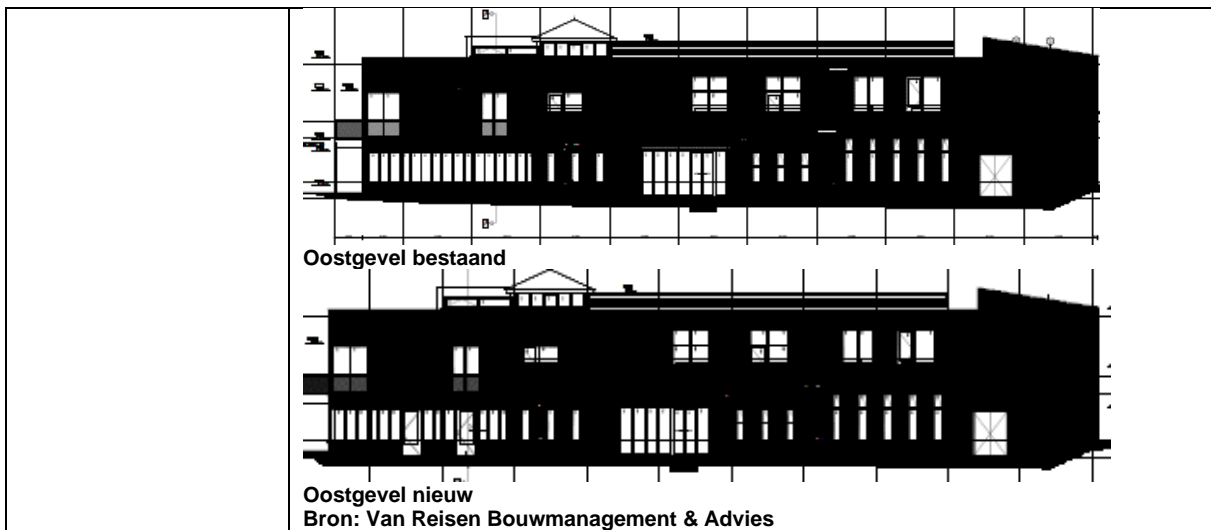 Oostgevel bestaand
Oostgevel nieuw
Bron: Van Reisen Bouwmanagement & Advies